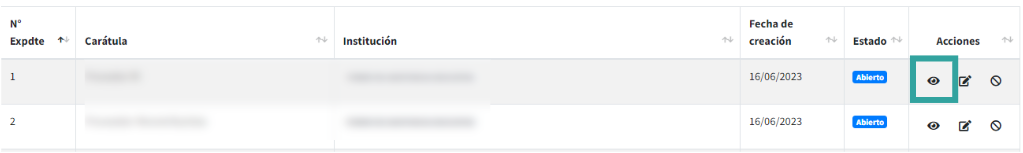 N°
Expdte Carátula Institución Fecha de
creación Estado Acciones
1 16/06/2023 Abierto
2 16/06/2023 Abierto